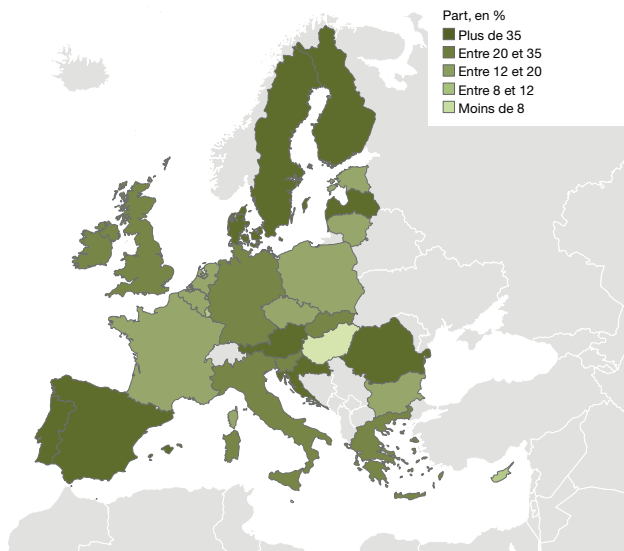 Part, en %
Plus de 35
Entre 20 et 35
Entre 12 et 20
Entre 8 et 12
Moins de 8